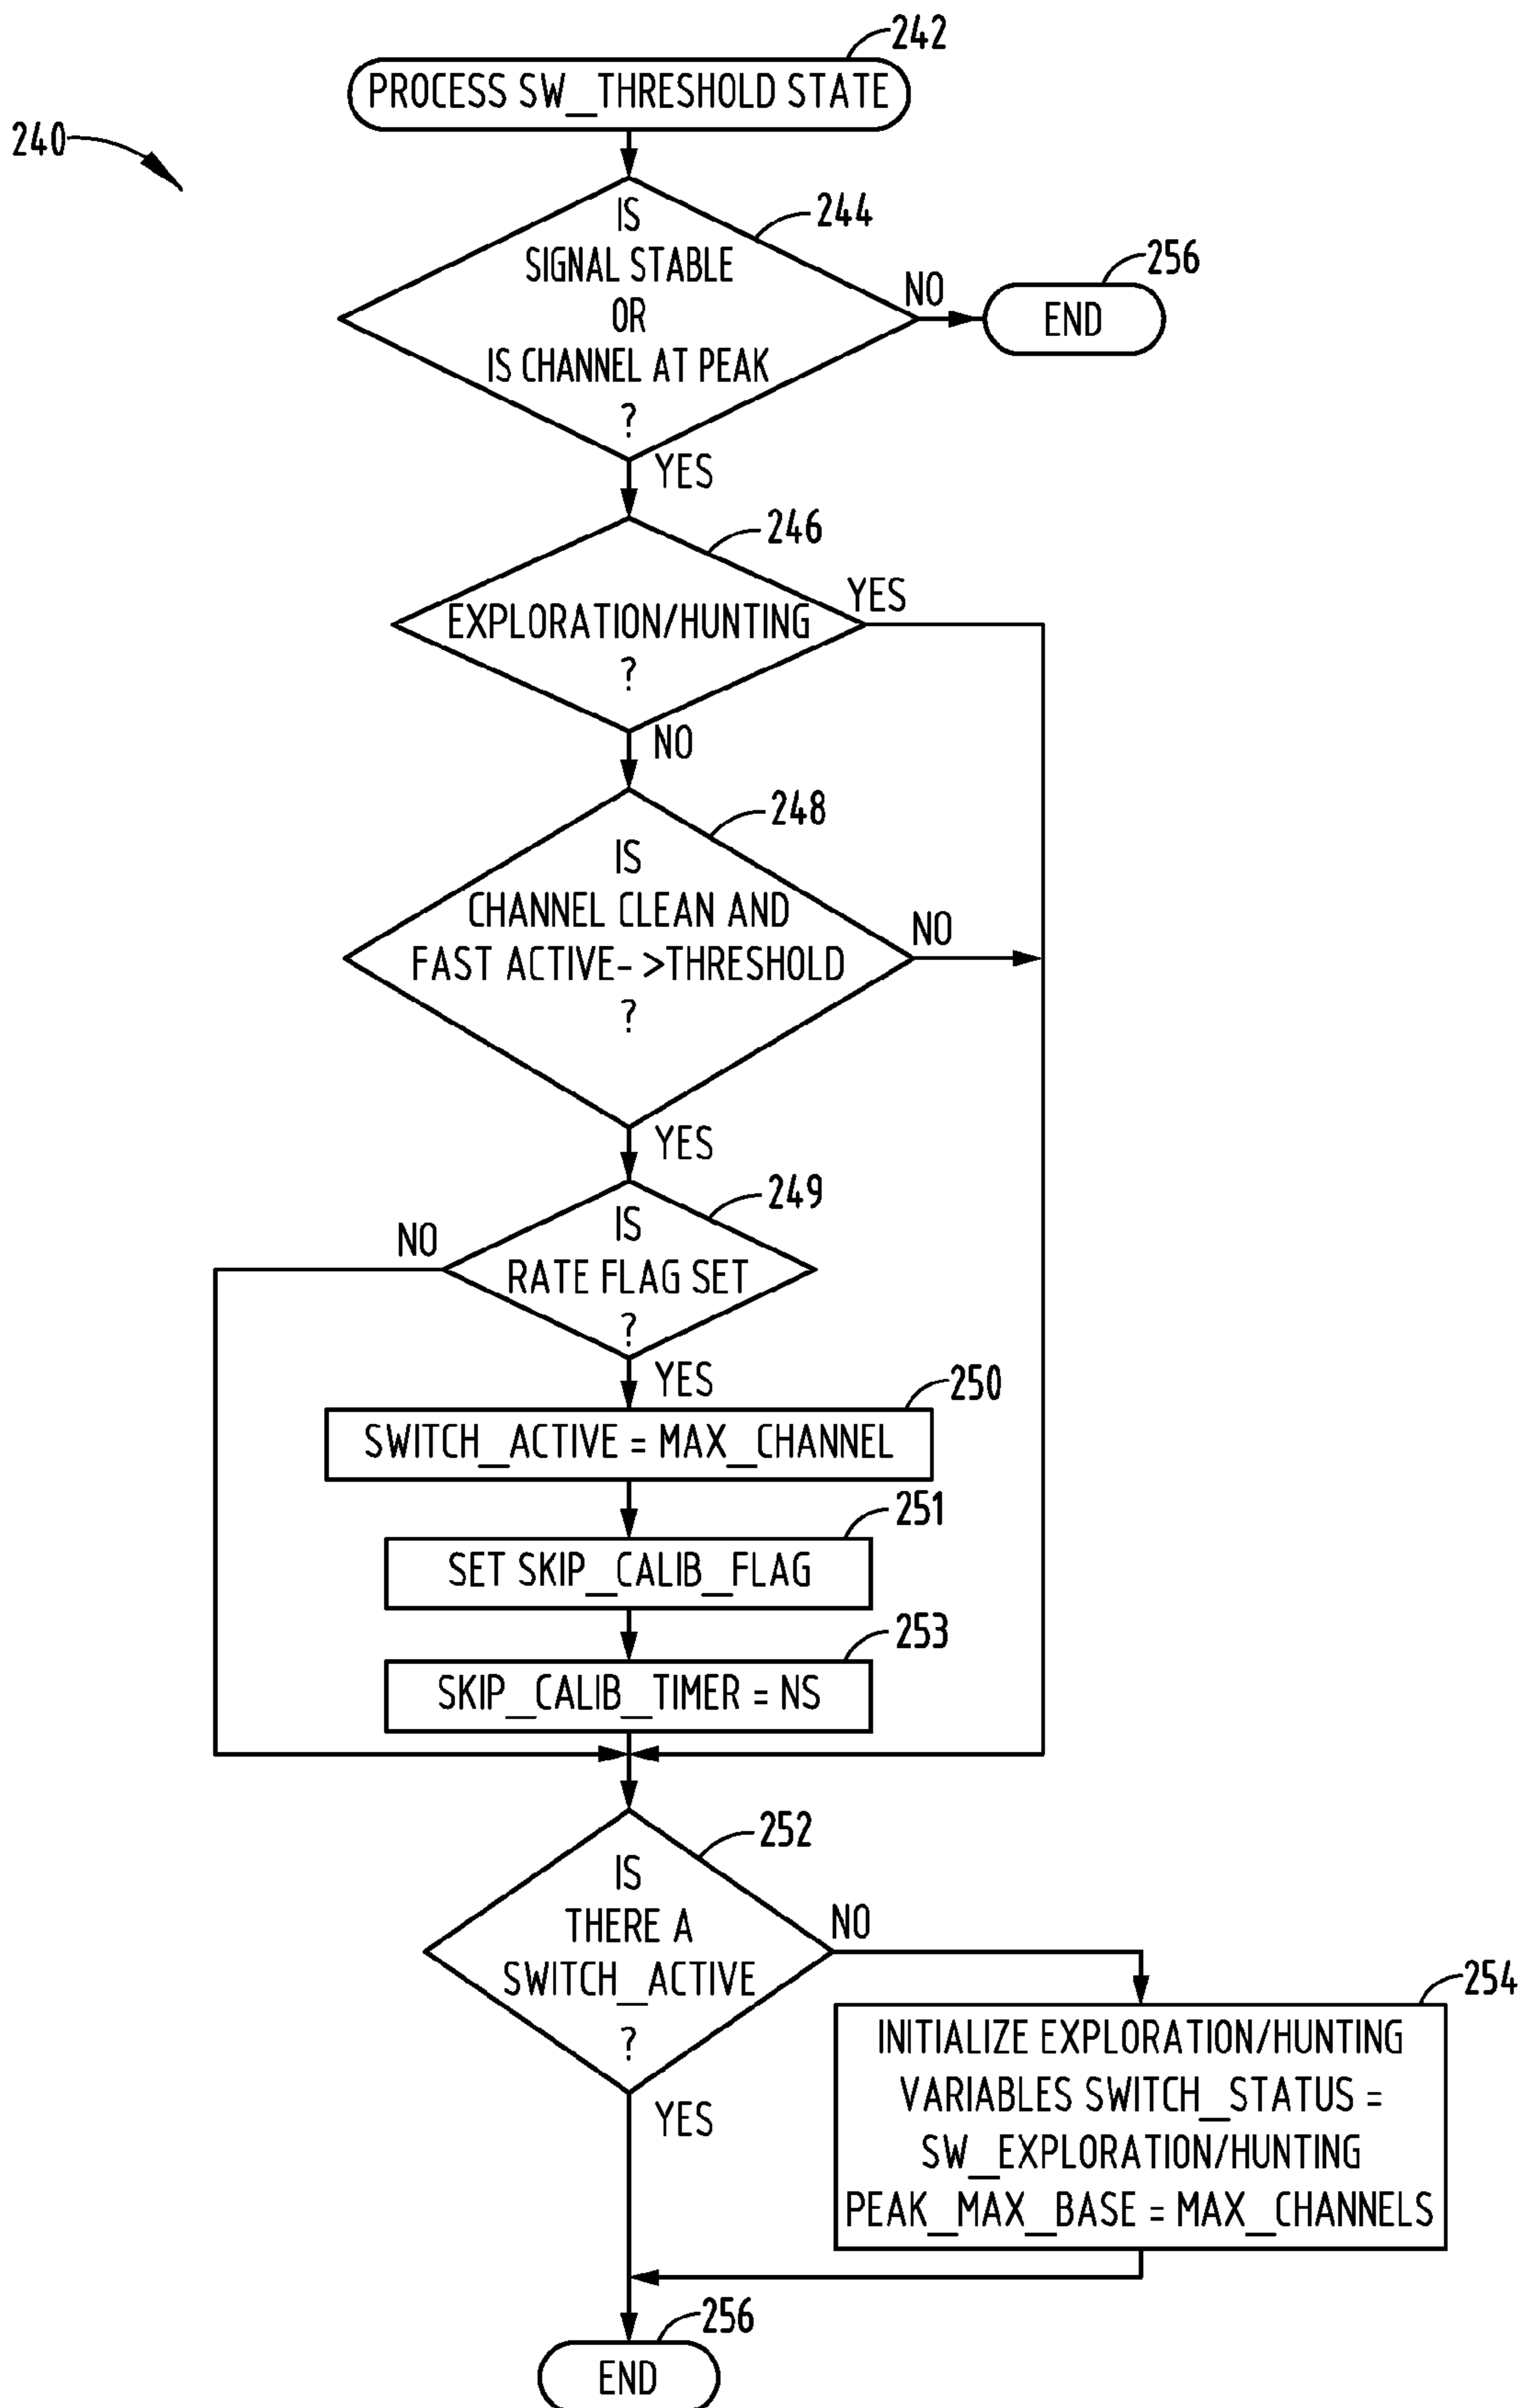 242
PROCESS SW_THRESHOLD STATE
240
244
IS
SIGNAL STABLE
OR
IS CHANNEL AT PEAK
?
NO
256
END
YES
246
EXPLORATION/HUNTING
?
YES
NO
248
IS
CHANNEL CLEAN AND
FAST ACTIVE- >THRESHOLD
?
NO
YES
249
IS
RATE FLAG SET
?
NO
YES
250
SWITCH_ACTIVE = MAX_CHANNEL
251
SET SKIP_CALIB_FLAG
253
SKIP_CALIB_TIMER = NS
252
IS
THERE A
SWITCH_ACTIVE
?
NO
YES
254
INITIALIZE EXPLORATION/HUNTING
VARIABLES SWITCH_STATUS =
SW_EXPLORATION/HUNTING
PEAK_MAX_BASE = MAX_CHANNELS
256
END